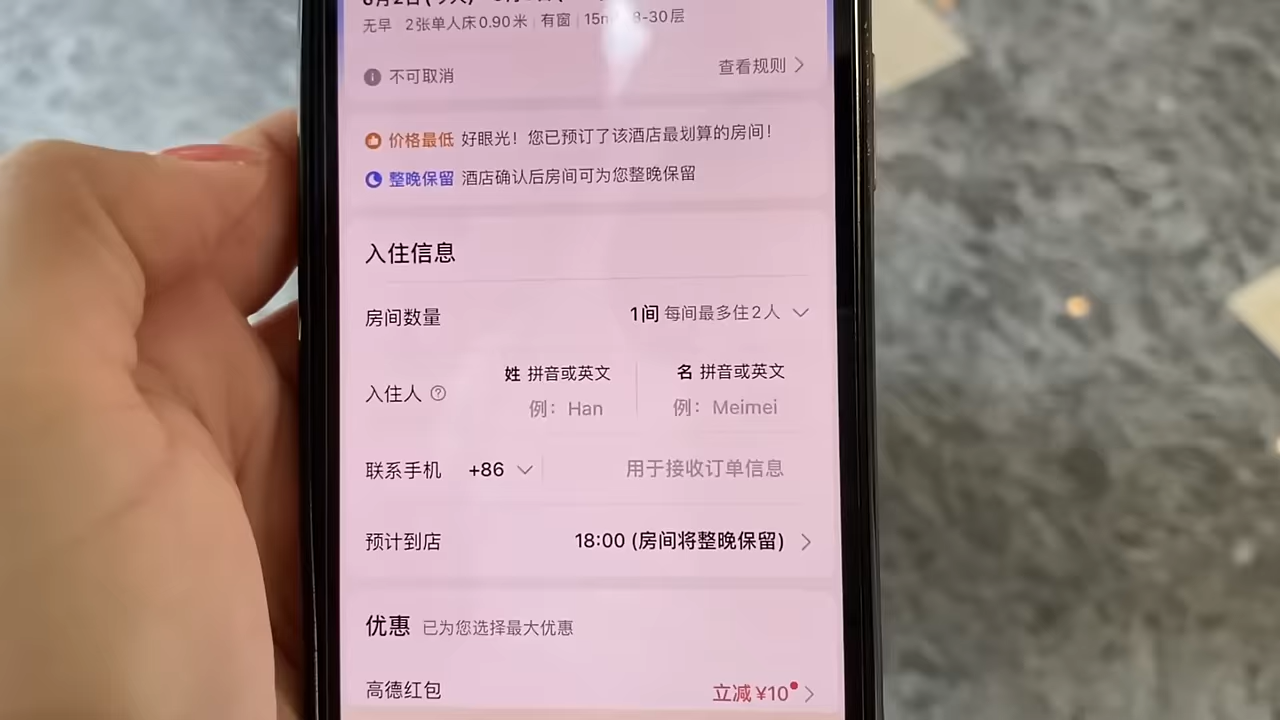 无早 2张单人床0.90米 有窗 15m 8-30层
不可取消 查看规则
价格最低 好眼光！您已预订了该酒店最划算的房间！
整晚保留 酒店确认后房间可为您整晚保留
入住信息
房间数量 1间 每间最多住2人
姓 拼音或英文 名 拼音或英文
入住人 例：Han 例：Meimei
联系手机 +86 用于接收订单信息
预计到店 18:00 (房间将整晚保留)
优惠 已为您选择最大优惠
高德红包 立减¥10